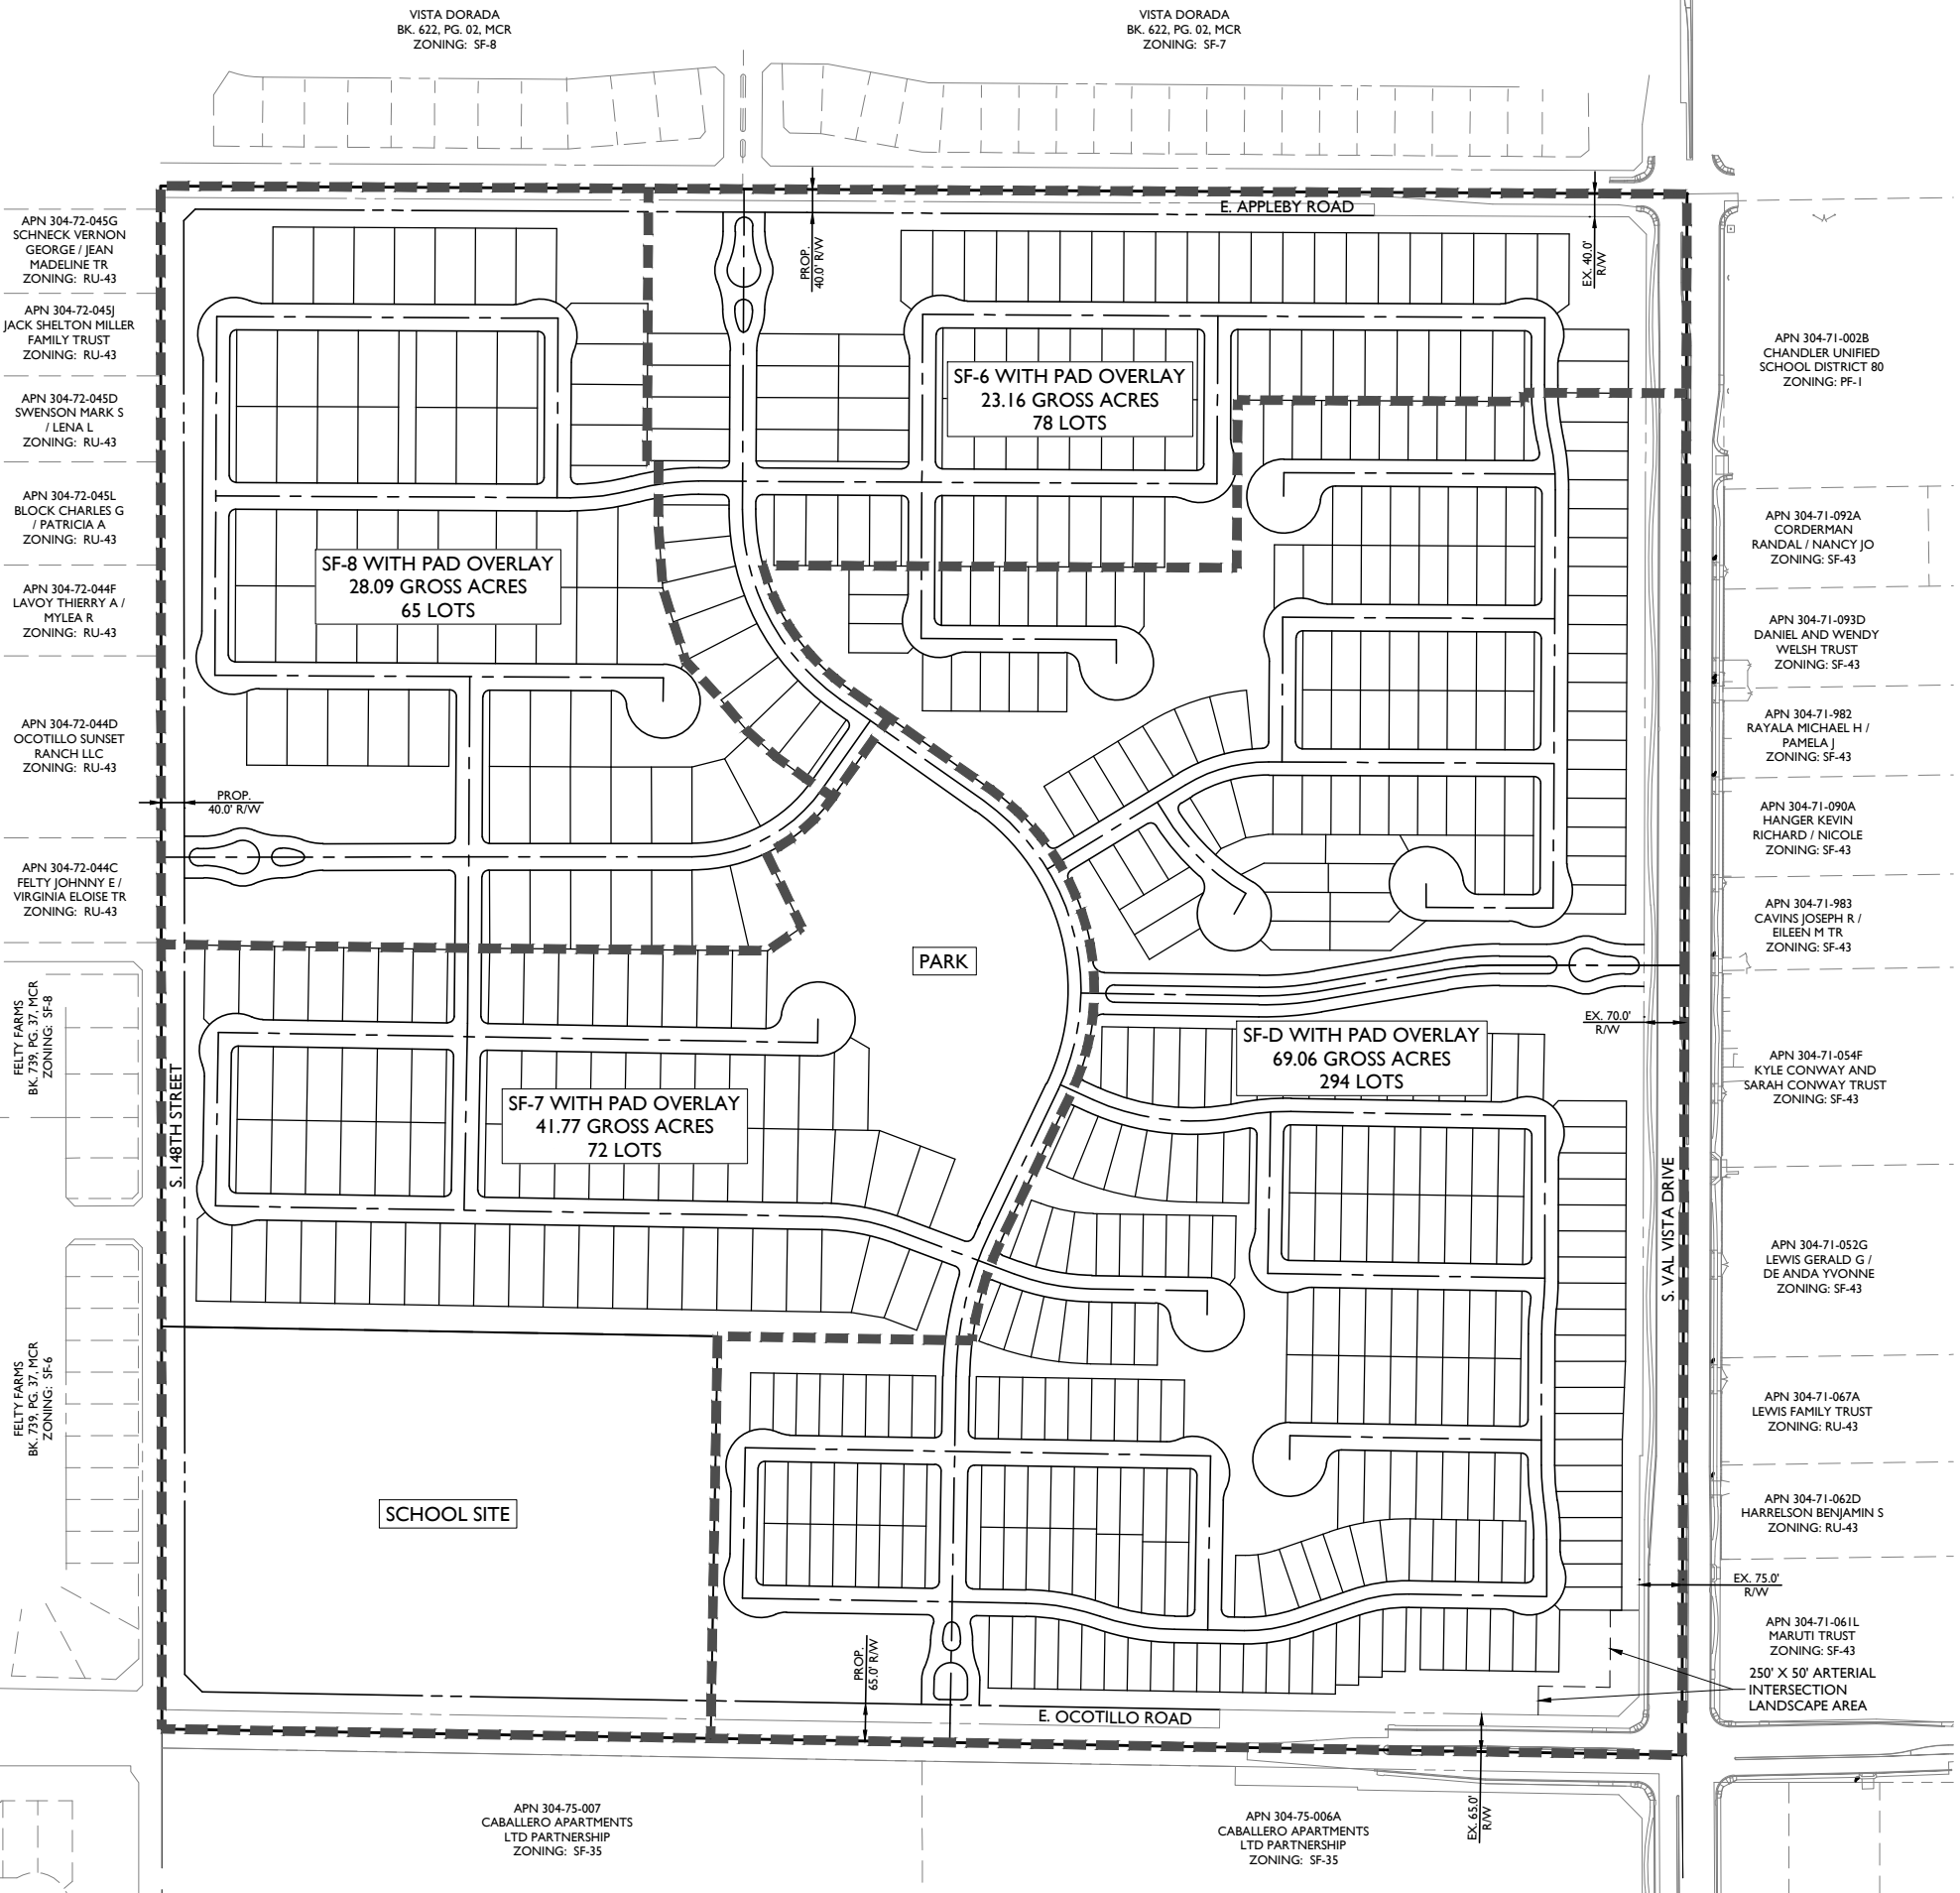 VISTA DORADA
BK. 622, PG. 02, MCR
ZONING: SF-8
VISTA DORADA
BK. 622, PG. 02, MCR
ZONING: SF-7
E. APPLEBY ROAD
PROP.
40.0' R/W
EX. 40.0'
R/W
APN 304-72-045G
SCHNECK VERNON
GEORGE / JEAN
MADELINE TR
ZONING: RU-43
APN 304-72-045J
JACK SHELTON MILLER
FAMILY TRUST
ZONING: RU-43
APN 304-72-045D
SWENSON MARK S
/ LENA L
ZONING: RU-43
APN 304-72-045L
BLOCK CHARLES G
/ PATRICIA A
ZONING: RU-43
APN 304-72-044F
LAVOY THIERRY A /
MYLEA R
ZONING: RU-43
APN 304-72-044D
OCOTILLO SUNSET
RANCH LLC
ZONING: RU-43
PROP.
40.0' R/W
APN 304-72-044C
FELTY JOHNNY E /
VIRGINIA ELOISE TR
ZONING: RU-43
FELTY FARMS
BK. 739, PG. 37, MCR
ZONING: SF-8
S. 148TH STREET
FELTY FARMS
BK. 739, PG. 37, MCR
ZONING: SF-6
SF-6 WITH PAD OVERLAY
23.16 GROSS ACRES
78 LOTS
SF-8 WITH PAD OVERLAY
28.09 GROSS ACRES
65 LOTS
PARK
SF-D WITH PAD OVERLAY
69.06 GROSS ACRES
294 LOTS
SF-7 WITH PAD OVERLAY
41.77 GROSS ACRES
72 LOTS
SCHOOL SITE
EX. 70.0'
R/W
S. VAL VISTA DRIVE
APN 304-71-002B
CHANDLER UNIFIED
SCHOOL DISTRICT 80
ZONING: PF-1
APN 304-71-092A
CORDERMAN
RANDAL / NANCY JO
ZONING: SF-43
APN 304-71-093D
DANIEL AND WENDY
WELSH TRUST
ZONING: SF-43
APN 304-71-982
RAYALA MICHAEL H /
PAMELA J
ZONING: SF-43
APN 304-71-090A
HANGER KEVIN
RICHARD / NICOLE
ZONING: SF-43
APN 304-71-983
CAVINS JOSEPH R /
EILEEN M TR
ZONING: SF-43
APN 304-71-054F
KYLE CONWAY AND
SARAH CONWAY TRUST
ZONING: SF-43
APN 304-71-052G
LEWIS GERALD G /
DE ANDA YVONNE
ZONING: SF-43
APN 304-71-067A
LEWIS FAMILY TRUST
ZONING: RU-43
APN 304-71-062D
HARRELSON BENJAMIN S
ZONING: RU-43
EX. 75.0'
R/W
APN 304-71-061L
MARUTI TRUST
ZONING: SF-43
250' X 50' ARTERIAL
INTERSECTION
LANDSCAPE AREA
PROP.
65.0' R/W
E. OCOTILLO ROAD
EX. 65.0'
R/W
APN 304-75-007
CABALLERO APARTMENTS
LTD PARTNERSHIP
ZONING: SF-35
APN 304-75-006A
CABALLERO APARTMENTS
LTD PARTNERSHIP
ZONING: SF-35